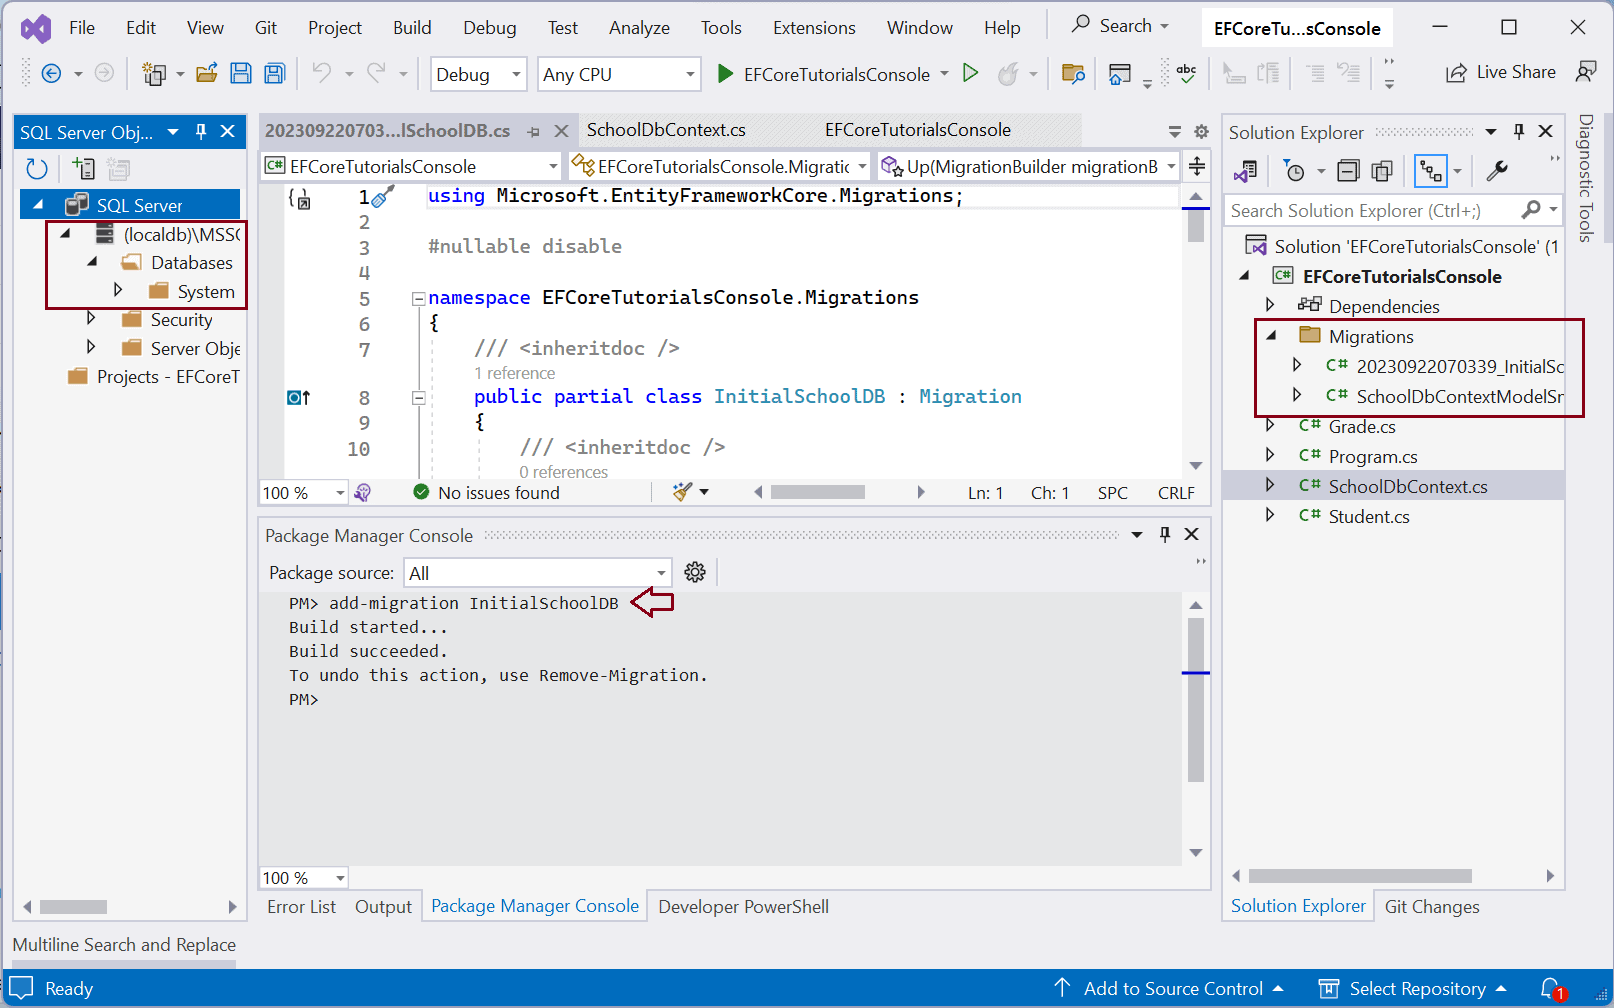 File Edit View Git Project Build Debug Test Analyze Tools Extensions Window Help Search EFCoreTu...sConsole
Debug Any CPU EFCoreTutorialsConsole abc Live Share
SQL Server Obj...
SQL Server
(localdb)\MSSC
Databases
System
Security
Server Obje
Projects - EFCoreT
202309220703...lSchoolDB.cs SchoolDbContext.cs EFCoreTutorialsConsole
C# EFCoreTutorialsConsole EFCoreTutorialsConsole.Migratic Up(MigrationBuilder migrationB
1 using Microsoft.EntityFrameworkCore.Migrations;
2
3 #nullable disable
4
5 namespace EFCoreTutorialsConsole.Migrations
6 {
7 /// <inheritdoc />
1 reference
8 public partial class InitialSchoolDB : Migration
9 {
10 /// <inheritdoc />
0 references
100 % No issues found Ln: 1 Ch: 1 SPC CRLF
Package Manager Console
Package source: All
PM> add-migration InitialSchoolDB
Build started...
Build succeeded.
To undo this action, use Remove-Migration.
PM>
100 %
Error List Output Package Manager Console Developer PowerShell
Solution Explorer
Search Solution Explorer (Ctrl+;)
Solution 'EFCoreTutorialsConsole' (1
C# EFCoreTutorialsConsole
Dependencies
Migrations
C# 20230922070339_InitialSc
C# SchoolDbContextModelSn
C# Grade.cs
C# Program.cs
C# SchoolDbContext.cs
C# Student.cs
Solution Explorer Git Changes
Diagnostic Tools
Multiline Search and Replace
Ready Add to Source Control Select Repository 1